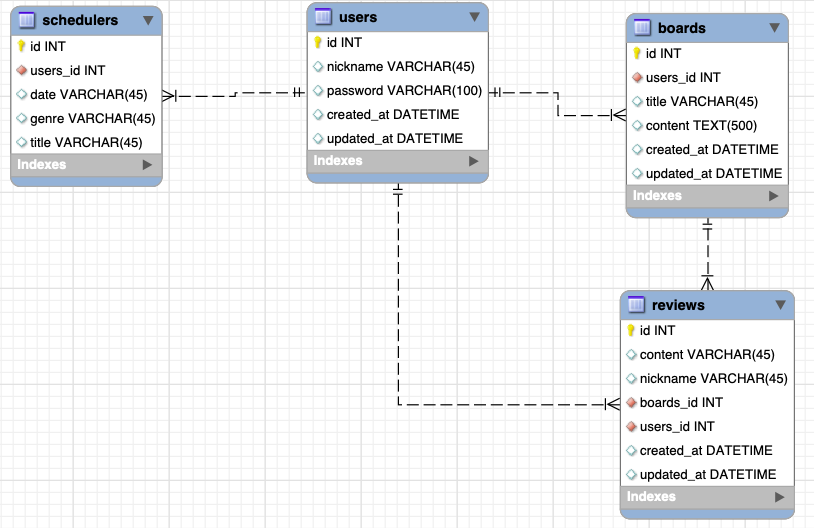 schedulers
id INT
users_id INT
date VARCHAR(45)
genre VARCHAR(45)
title VARCHAR(45)
Indexes
users
id INT
nickname VARCHAR(45)
password VARCHAR(100)
created_at DATETIME
updated_at DATETIME
Indexes
boards
id INT
users_id INT
title VARCHAR(45)
content TEXT(500)
created_at DATETIME
updated_at DATETIME
Indexes
reviews
id INT
content VARCHAR(45)
nickname VARCHAR(45)
boards_id INT
users_id INT
created_at DATETIME
updated_at DATETIME
Indexes